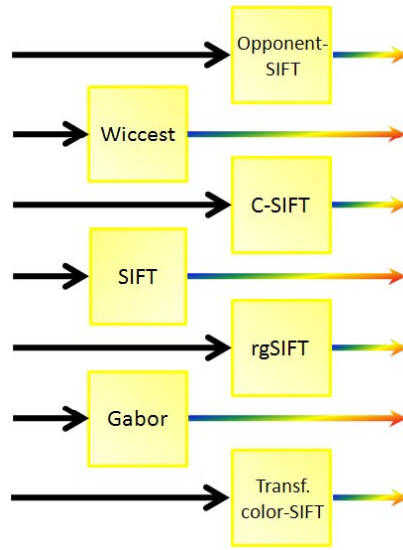 Opponent-
SIFT
Wiccest
C-SIFT
SIFT
rgSIFT
Gabor
Transf.
color-SIFT